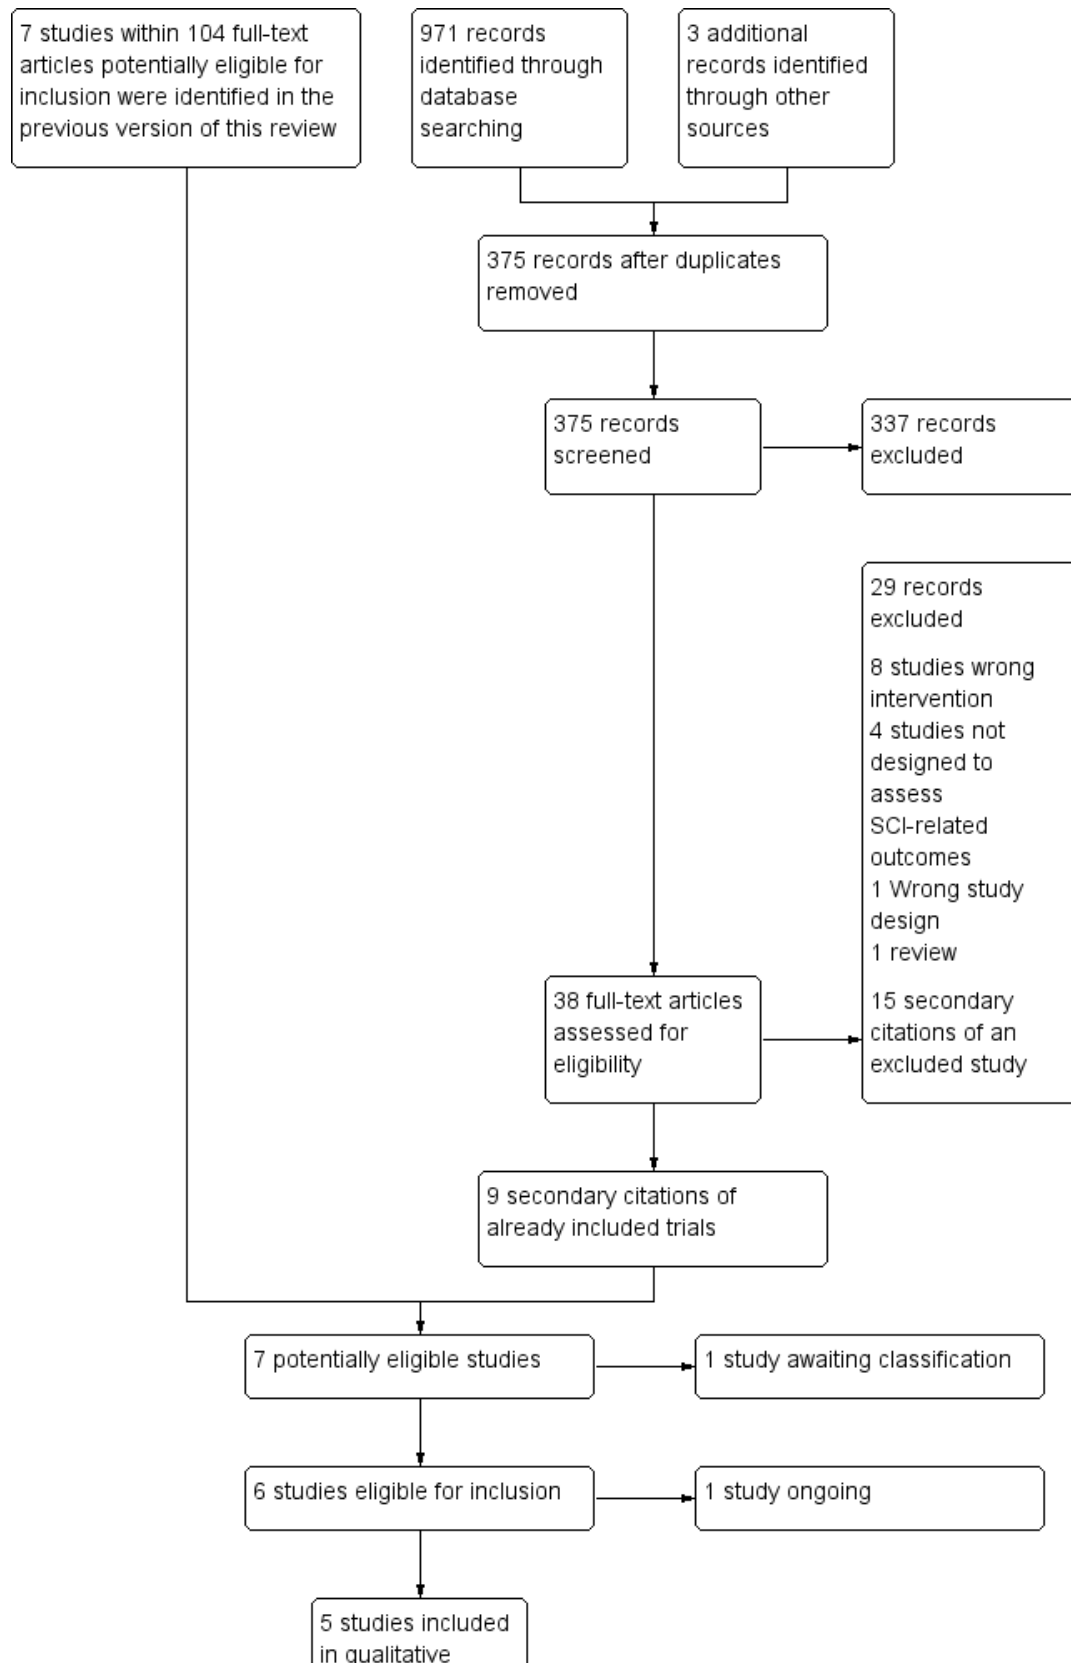 7 studies within 104 full-text
articles potentially eligible for
inclusion were identified in the
previous version of this review
971 records
identified through
database
searching
3 additional
records identified
through other
sources
375 records after duplicates
removed
375 records
screened
337 records
excluded
29 records
excluded
8 studies wrong
intervention
4 studies not
designed to
assess
SCI-related
outcomes
1 Wrong study
design
1 review
15 secondary
citations of an
excluded study
38 full-text articles
assessed for
eligibility
9 secondary citations of
already included trials
7 potentially eligible studies
1 study awaiting classification
6 studies eligible for inclusion
1 study ongoing
5 studies included
in qualitative